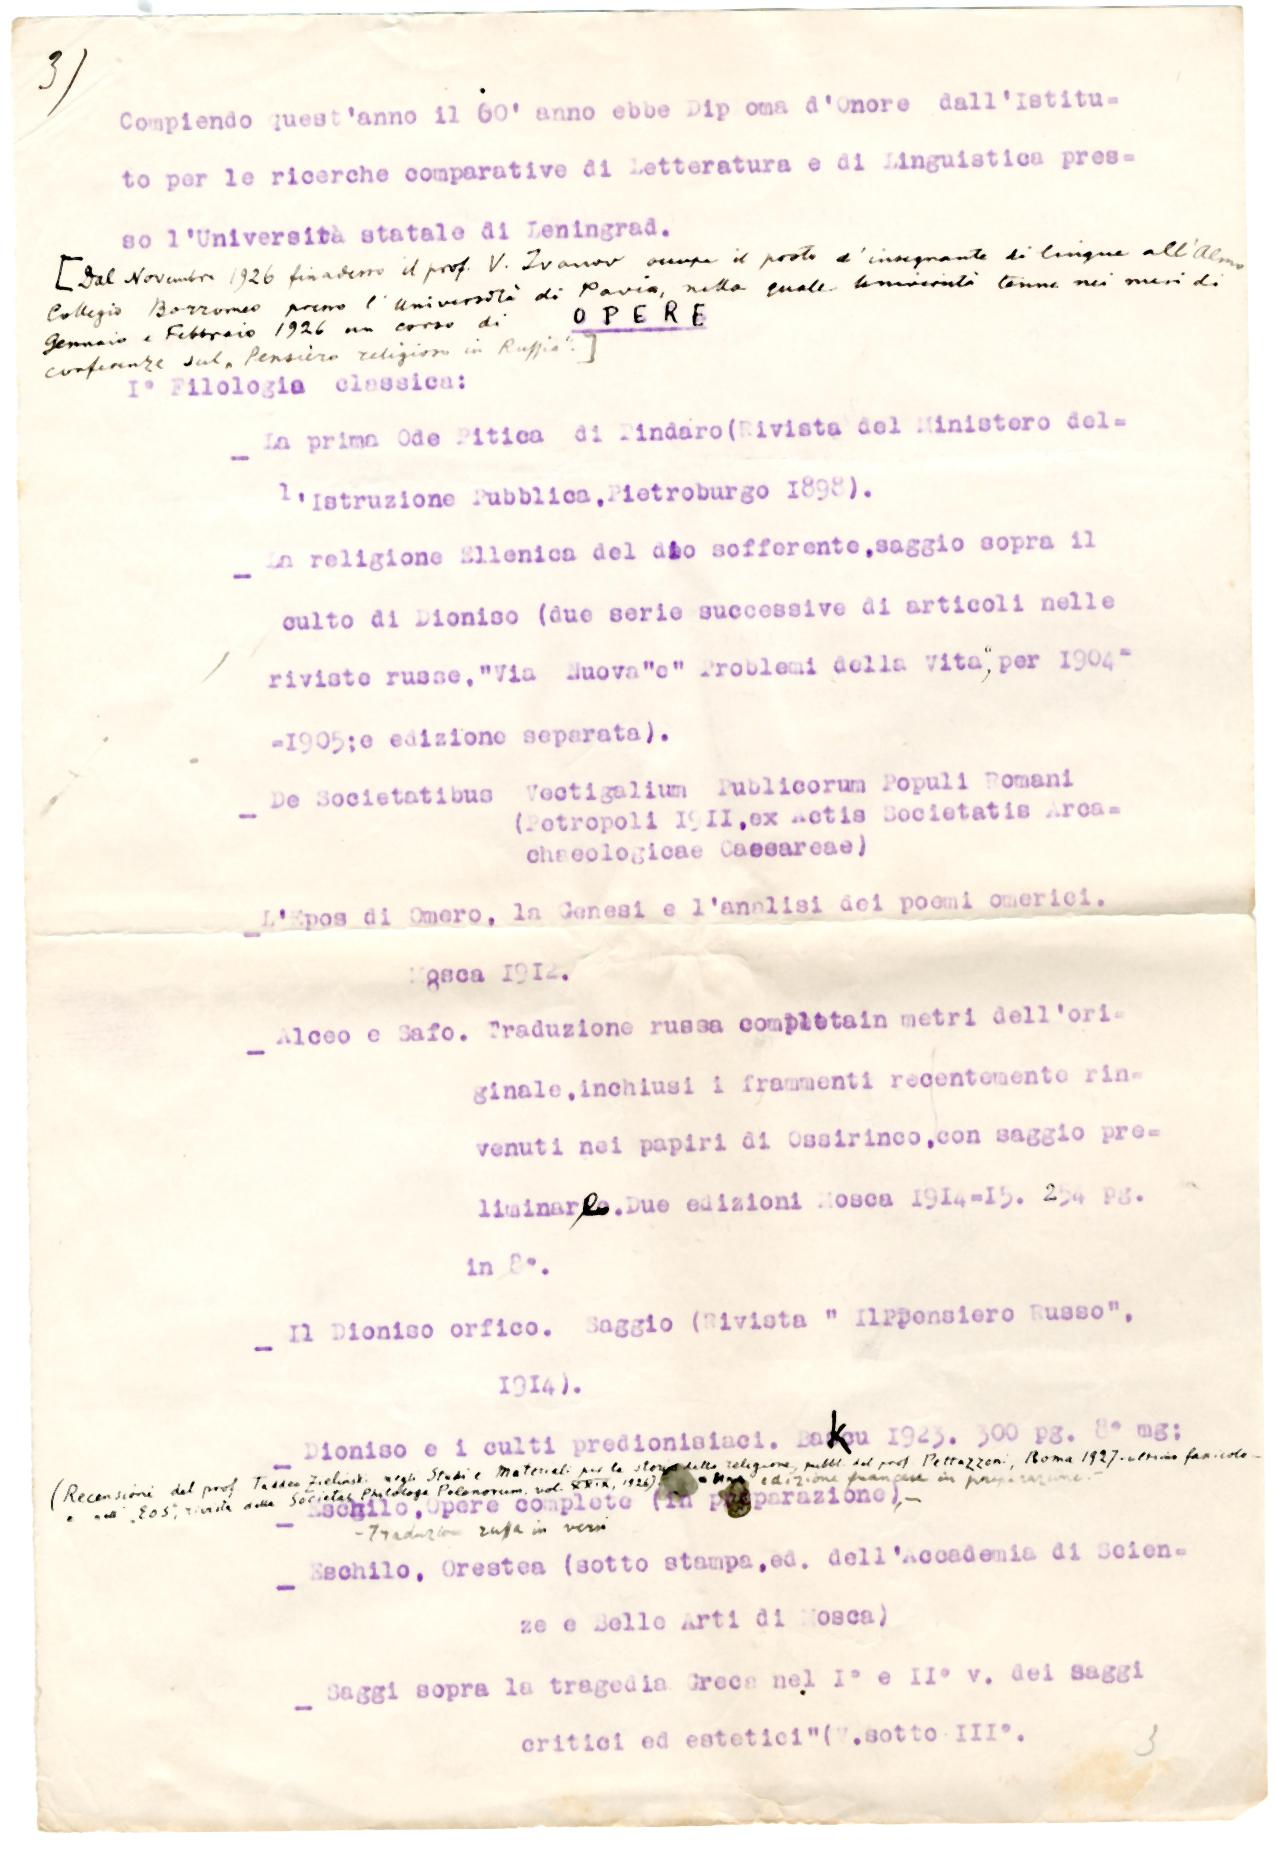 3)
Compiendo quest'anno il 60' anno ebbe Dip oma d'Onore dall'Istitu=
to per le ricerche comparative di Letteratura e di Linguistica pres=
so l'Università statale di Leningrad.
[Dal Novembre 1926 finadesso il prof. V. Ivanov occupa il posto d'insegnante di lingue all'Almo
Collegio Borromeo presso l'Università di Pavia, nella quale Università tenne nei mesi di
Gennaio e Febbraio 1926 un corso di
conferenze sul „Pensiero religioso in Russia“.]
O P E R E
I° Filologia classica:
_ La prima Ode Pitica di Pindaro(Rivista del Ministero del=
l'Istruzione Pubblica,Pietroburgo 1898).
_ La religione Ellenica del dio sofferente,saggio sopra il
culto di Dioniso (due serie successive di articoli nelle
riviste russe,"Via Nuova"e" Problemi della Vita", per 1904=
=1905;e edizione separata).
_ De Societatibus Vectigalium Publicorum Populi Romani
(Petropoli 1911,ex Actis Societatis Arca=
chaeologicae Caesareae)
_ L'Epos di Omero, la Genesi e l'analisi dei poemi omerici.
Mosca 1912.
_ Alceo e Safo. Traduzione russa completain metri dell'ori=
ginale,inchiusi i frammenti recentemente rin=
venuti nei papiri di Ossirinco,con saggio pre=
liminare.Due edizioni Mosca 1914=15. 254 pg.
in 8°.
_ Il Dioniso orfico. Saggio (Rivista " IlPpensiero Russo",
1914).
_ Dioniso e i culti predionisiaci. Baku 1923. 300 pg. 8° mg;
(Recensioni del prof Taddeo Zielinski negli Studi e Materiali per la storia delle religione, pubbl. del prof. Pettazzoni, Roma 1927. ultimo fascicolo –
e nell' „Eos“, rivista della Societas Philologa Polonorum. vol. XXIX, 1926) = Una edizione francese in preparazione. –
_ Eschilo,Opere complete (in preparazione),–
– Traduzione russa in versi
_ Eschilo, Orestea (sotto stampa,ed. dell'Accademia di Scien=
ze e Belle Arti di Mosca)
_ Saggi sopra la tragedia Greca nel I° e II° v. dei saggi
critici ed estetici"(V.sotto III°.
3